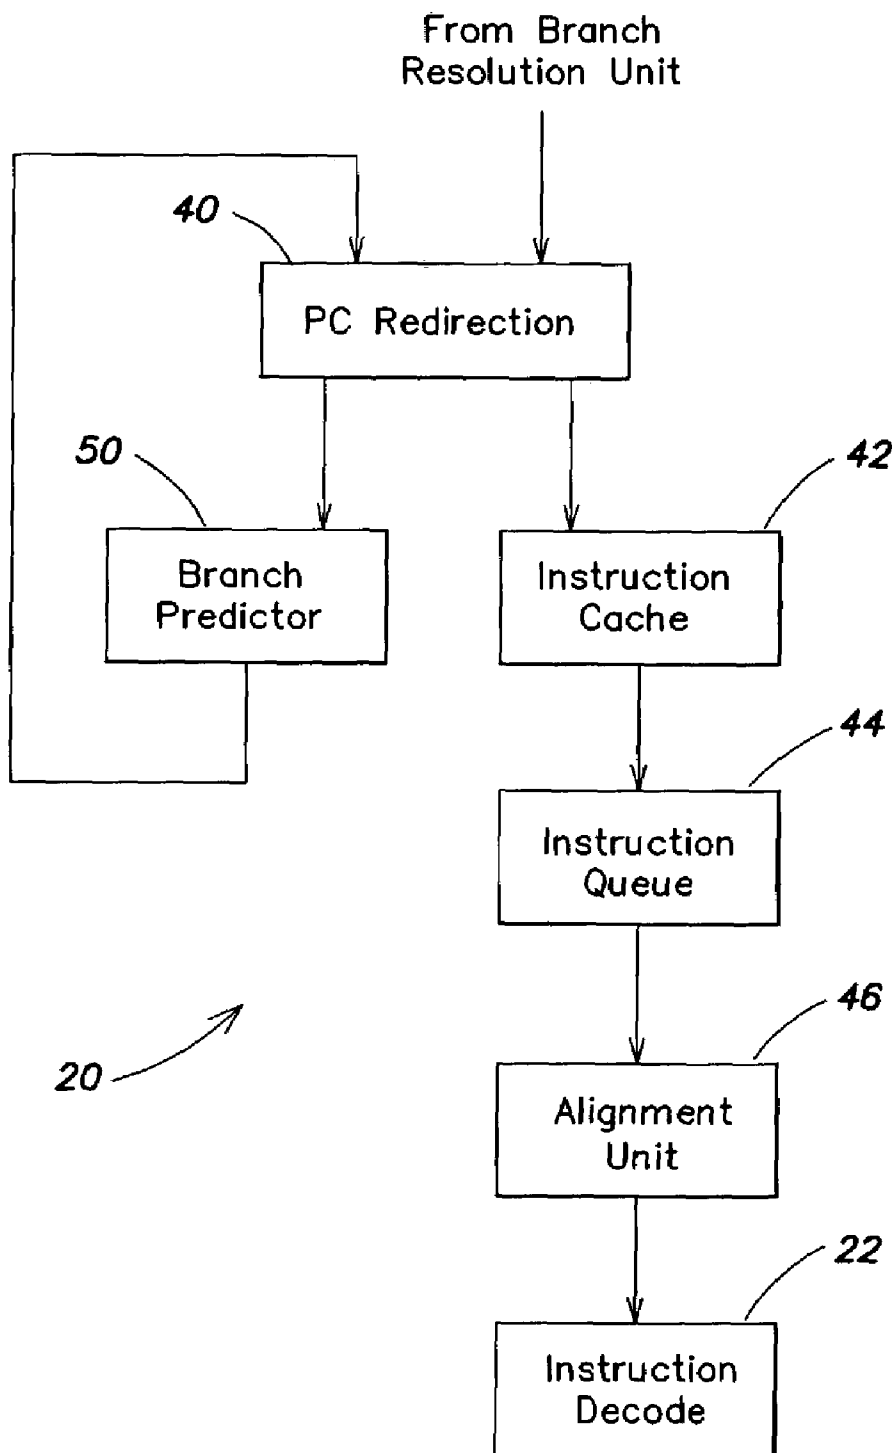 From Branch
Resolution Unit
40
PC Redirection
50
42
Branch
Predictor
Instruction
Cache
44
Instruction
Queue
46
20
Alignment
Unit
22
Instruction
Decode